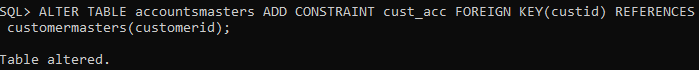 SQL> ALTER TABLE accountsmasters ADD CONSTRAINT cust_acc FOREIGN KEY(custid) REFERENCES
customermasters(customerid);
Table altered.